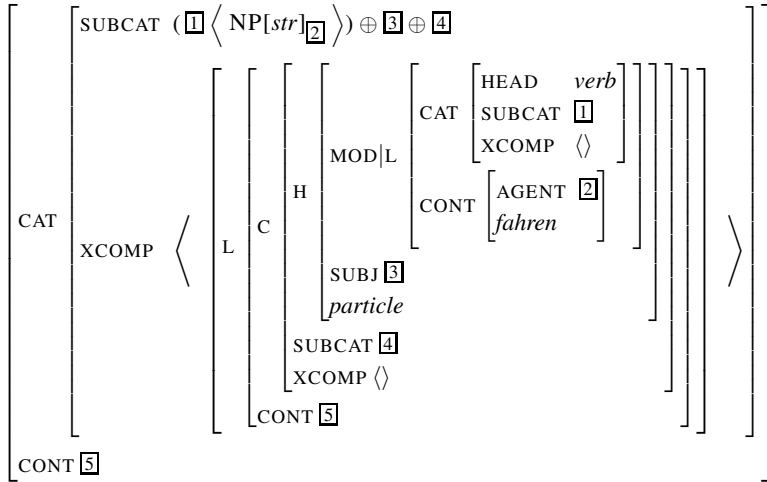 SUBCAT ( 1 ⟨ NP[str] 2 ⟩) ⊕ 3 ⊕ 4
HEAD verb
CAT SUBCAT 1
XCOMP ⟨⟩
MOD|L
H
AGENT 2
CONT
fahren
CAT XCOMP ⟨ L C ⟩
SUBJ 3
particle
SUBCAT 4
XCOMP ⟨⟩
CONT 5
CONT 5